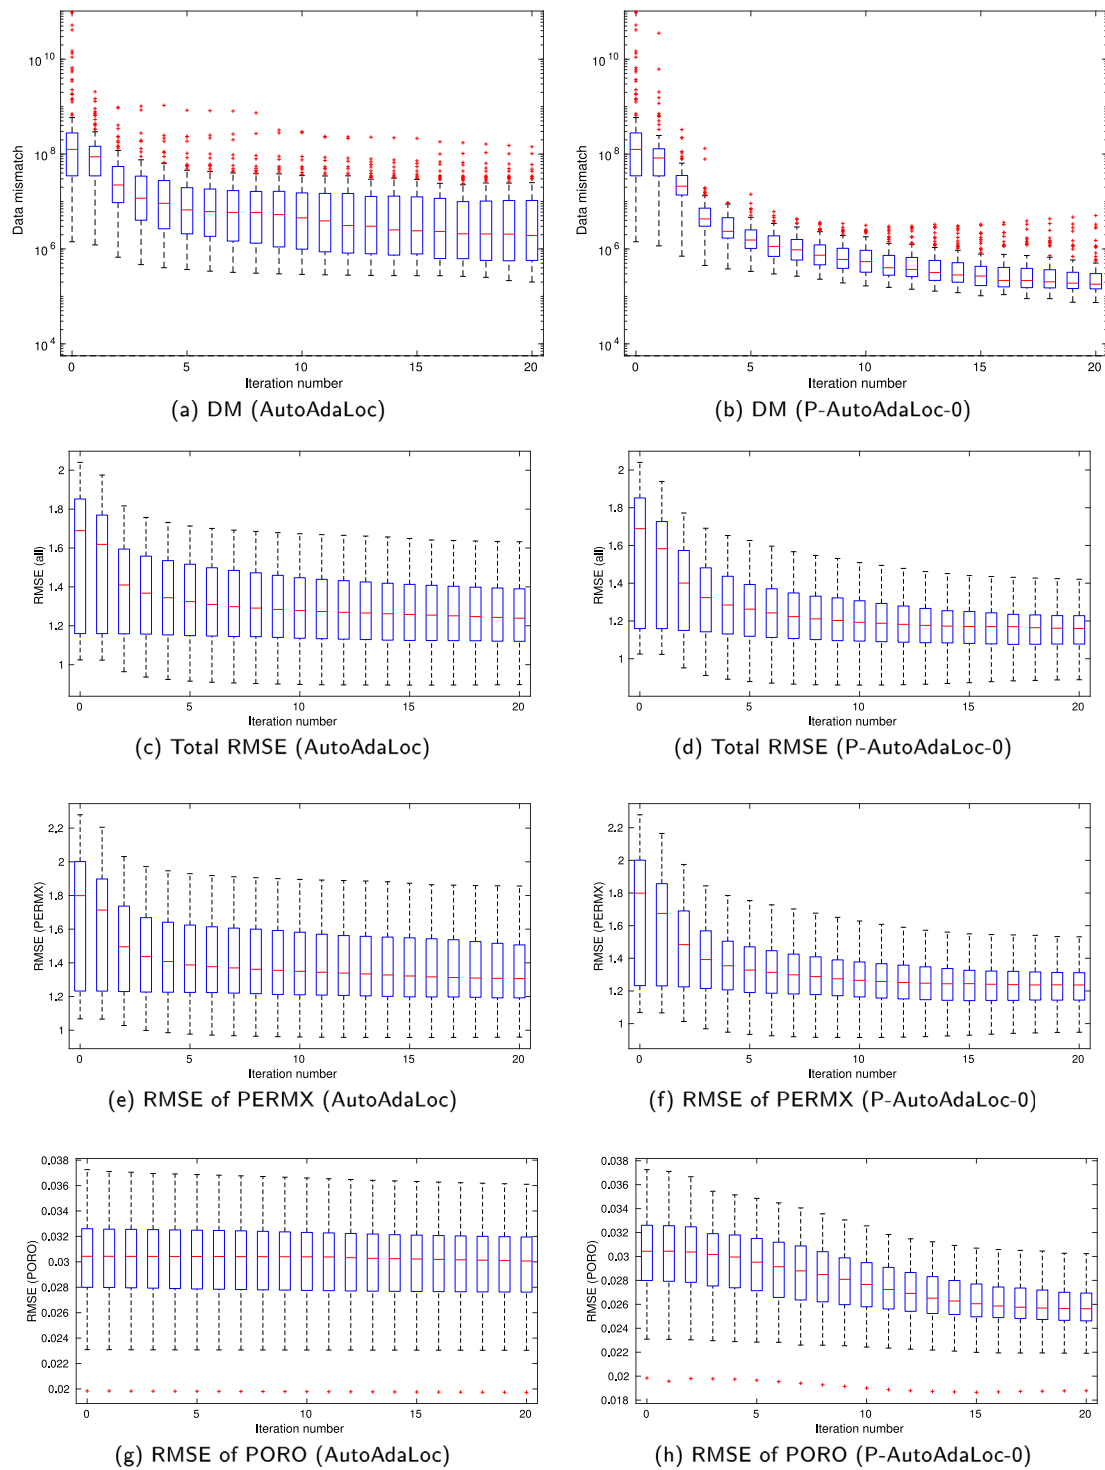 10^10
10^8
10^6
10^4
Data mismatch
0 5 10 15 20
Iteration number
(a) DM (AutoAdaLoc)
10^10
10^8
10^6
10^4
Data mismatch
0 5 10 15 20
Iteration number
(b) DM (P-AutoAdaLoc-0)
2
1.8
1.6
1.4
1.2
1
RMSE (all)
0 5 10 15 20
Iteration number
(c) Total RMSE (AutoAdaLoc)
2
1.8
1.6
1.4
1.2
1
RMSE (all)
0 5 10 15 20
Iteration number
(d) Total RMSE (P-AutoAdaLoc-0)
2.2
2
1.8
1.6
1.4
1.2
1
RMSE (PERMX)
0 5 10 15 20
Iteration number
(e) RMSE of PERMX (AutoAdaLoc)
2.2
2
1.8
1.6
1.4
1.2
1
RMSE (PERMX)
0 5 10 15 20
Iteration number
(f) RMSE of PERMX (P-AutoAdaLoc-0)
0.038
0.036
0.034
0.032
0.03
0.028
0.026
0.024
0.022
0.02
RMSE (PORO)
0 5 10 15 20
Iteration number
(g) RMSE of PORO (AutoAdaLoc)
0.038
0.036
0.034
0.032
0.03
0.028
0.026
0.024
0.022
0.02
0.018
RMSE (PORO)
0 5 10 15 20
Iteration number
(h) RMSE of PORO (P-AutoAdaLoc-0)